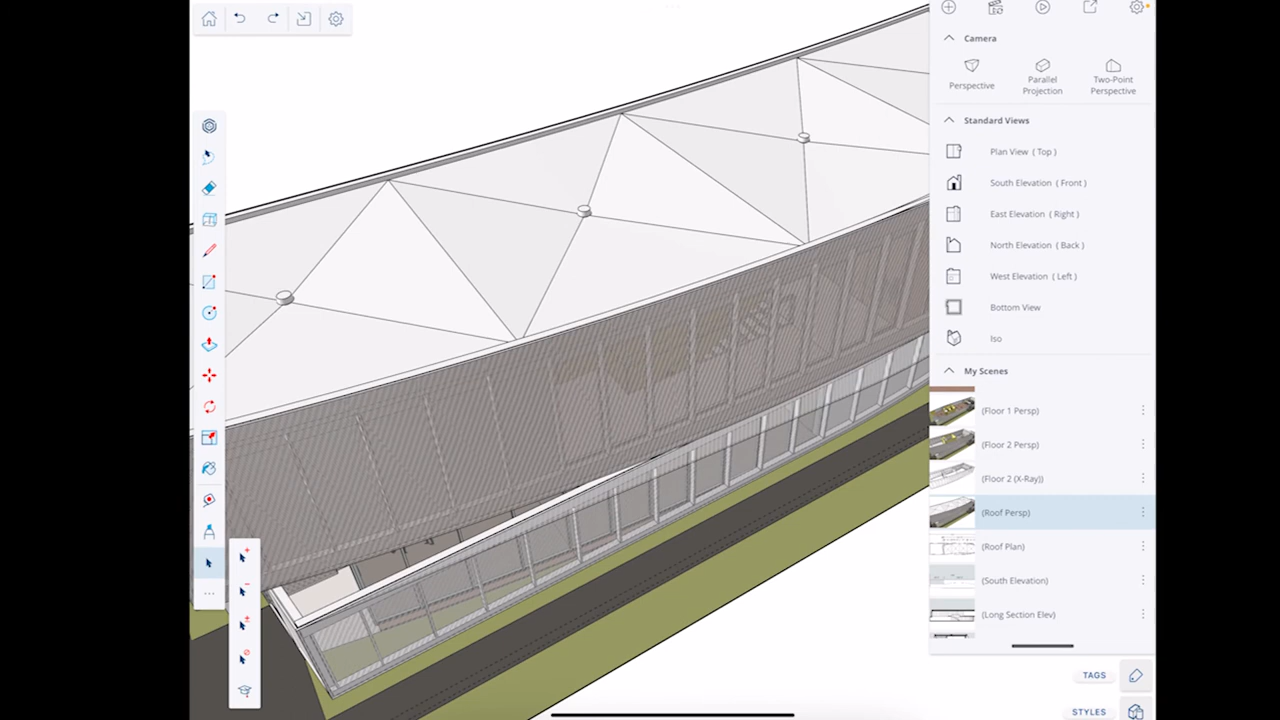 Camera
Perspective
Parallel
Projection
Two-Point
Perspective
Standard Views
Plan View ( Top )
South Elevation ( Front )
East Elevation ( Right )
North Elevation ( Back )
West Elevation ( Left )
Bottom View
Iso
My Scenes
(Floor 1 Persp)
(Floor 2 Persp)
(Floor 2 (X-Ray))
(Roof Persp)
(Roof Plan)
(South Elevation)
(Long Section Elev)
TAGS
STYLES